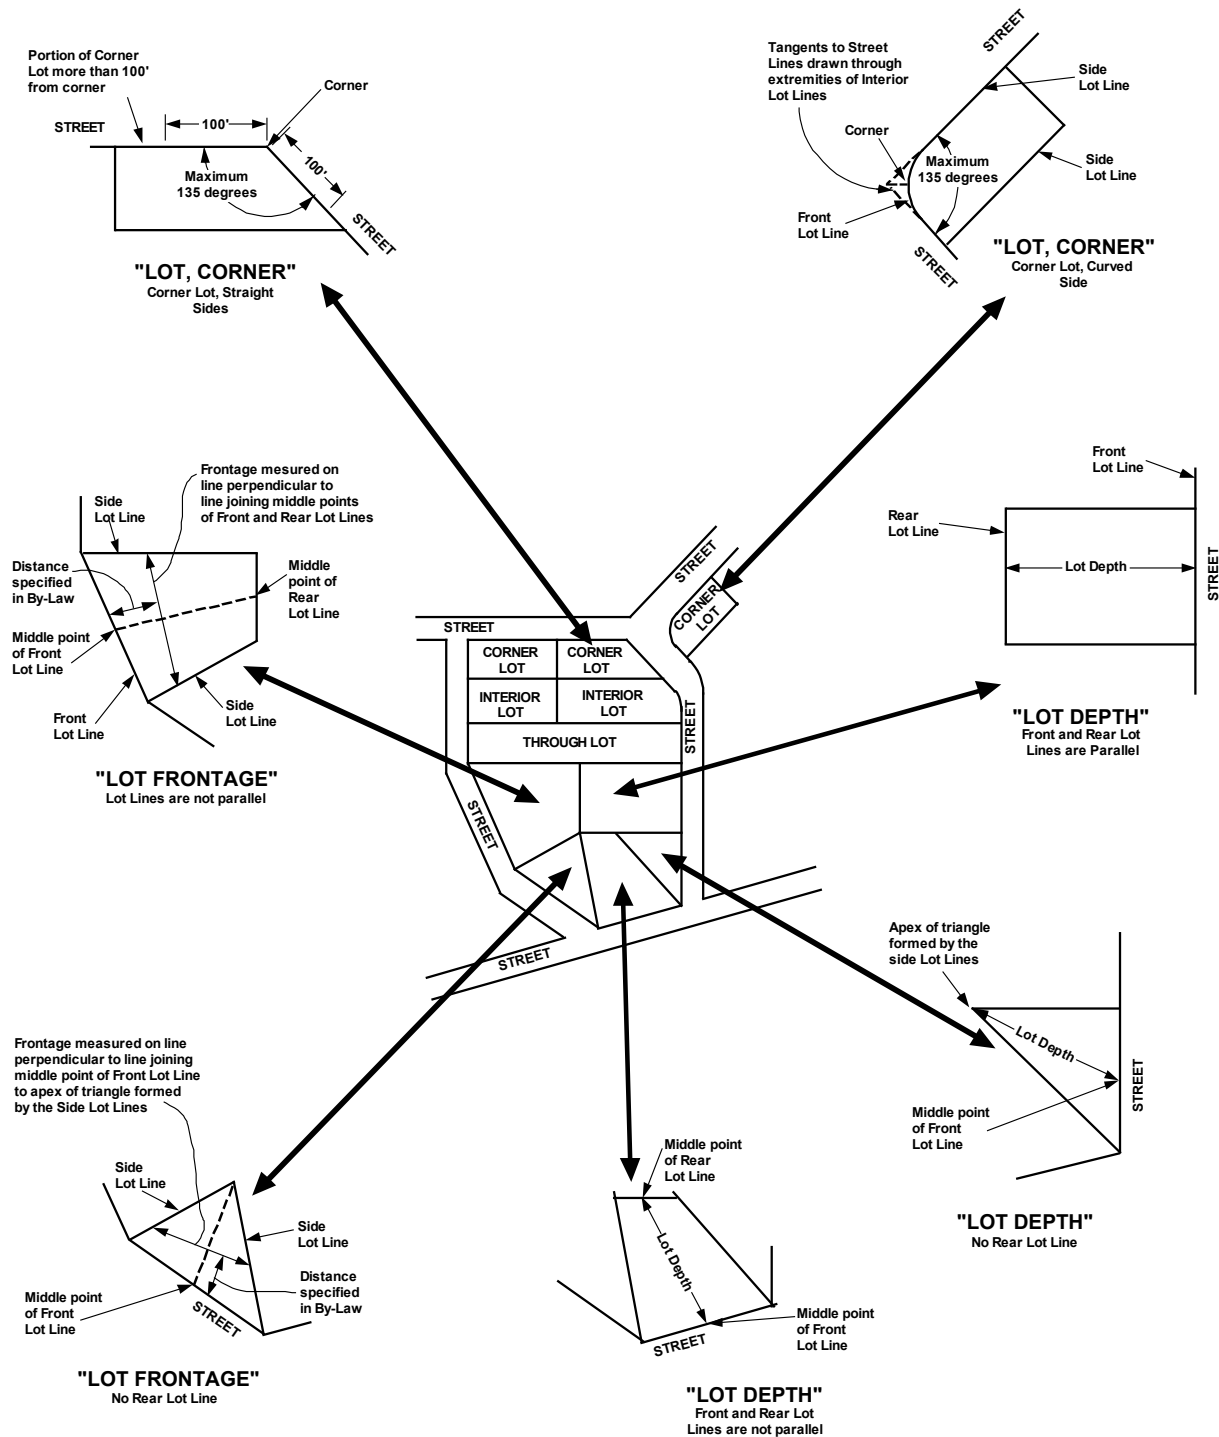 Portion of Corner
Lot more than 100'
from corner
Corner
STREET
100'
100'
Maximum
135 degrees
STREET
"LOT, CORNER"
Corner Lot, Straight
Sides
STREET
Tangents to Street
Lines drawn through
extremities of Interior
Lot Lines
Side
Lot Line
Corner
Maximum
135 degrees
Side
Lot Line
Front
Lot Line
STREET
"LOT, CORNER"
Corner Lot, Curved
Side
Frontage mesured on
line perpendicular to
line joining middle points
of Front and Rear Lot Lines
Side
Lot Line
Distance
specified
in By-Law
Middle
point of
Rear
Lot Line
Middle point
of Front
Lot Line
Front
Lot Line
Side
Lot Line
"LOT FRONTAGE"
Lot Lines are not parallel
Front
Lot Line
Rear
Lot Line
Lot Depth
STREET
"LOT DEPTH"
Front and Rear Lot
Lines are Parallel
STREET
STREET
CORNER
LOT
CORNER
LOT
CORNER
LOT
INTERIOR
LOT
INTERIOR
LOT
THROUGH LOT
STREET
STREET
STREET
Apex of triangle
formed by the
side Lot Lines
Lot Depth
STREET
Middle point
of Front
Lot Line
"LOT DEPTH"
No Rear Lot Line
Frontage measured on line
perpendicular to line joining
middle point of Front Lot Line
to apex of triangle formed
by the Side Lot Lines
Side
Lot Line
Side
Lot Line
Distance
specified
in By-Law
Middle point
of Front
Lot Line
STREET
"LOT FRONTAGE"
No Rear Lot Line
Middle point
of Rear
Lot Line
Lot Depth
Middle point
of Front
Lot Line
STREET
"LOT DEPTH"
Front and Rear Lot
Lines are not parallel